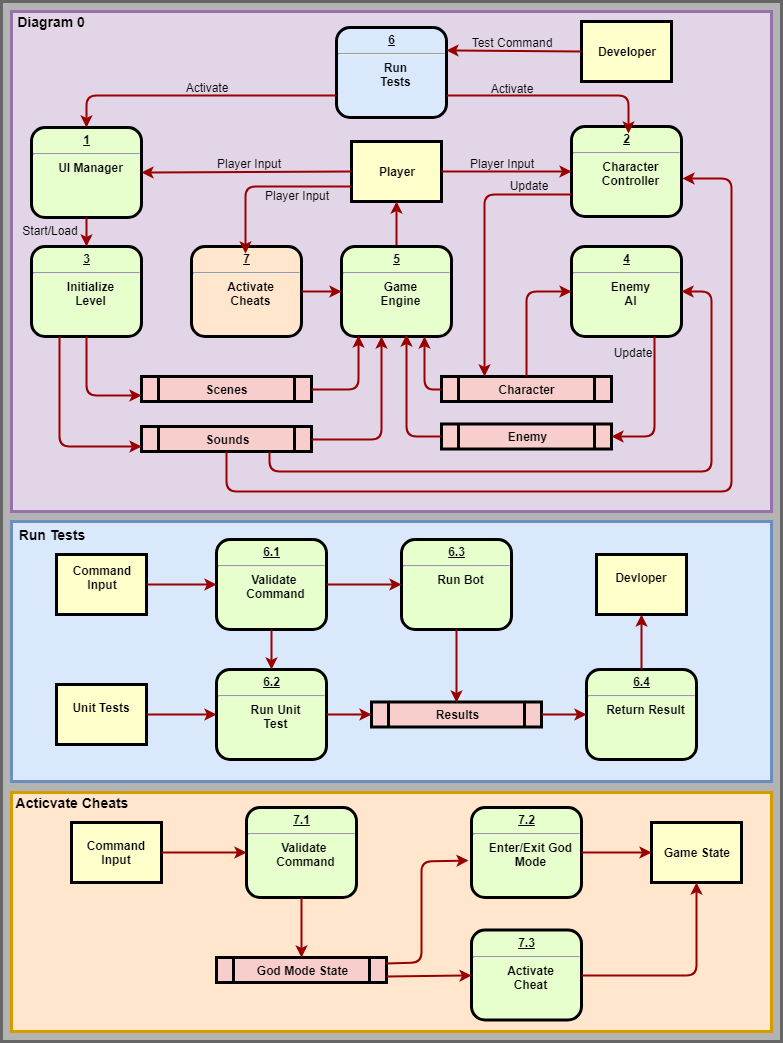 Diagram 0
6
Run
Tests
Test Command
Developer
Activate
Activate
1
UI Manager
Player Input
Player
Player Input
2
Character
Controller
Player Input
Update
Start/Load
3
Initialize
Level
7
Activate
Cheats
5
Game
Engine
4
Enemy
AI
Update
Scenes
Character
Sounds
Enemy
Run Tests
Command
Input
6.1
Validate
Command
6.3
Run Bot
Devloper
Unit Tests
6.2
Run Unit
Test
Results
6.4
Return Result
Acticvate Cheats
Command
Input
7.1
Validate
Command
7.2
Enter/Exit God
Mode
Game State
God Mode State
7.3
Activate
Cheat